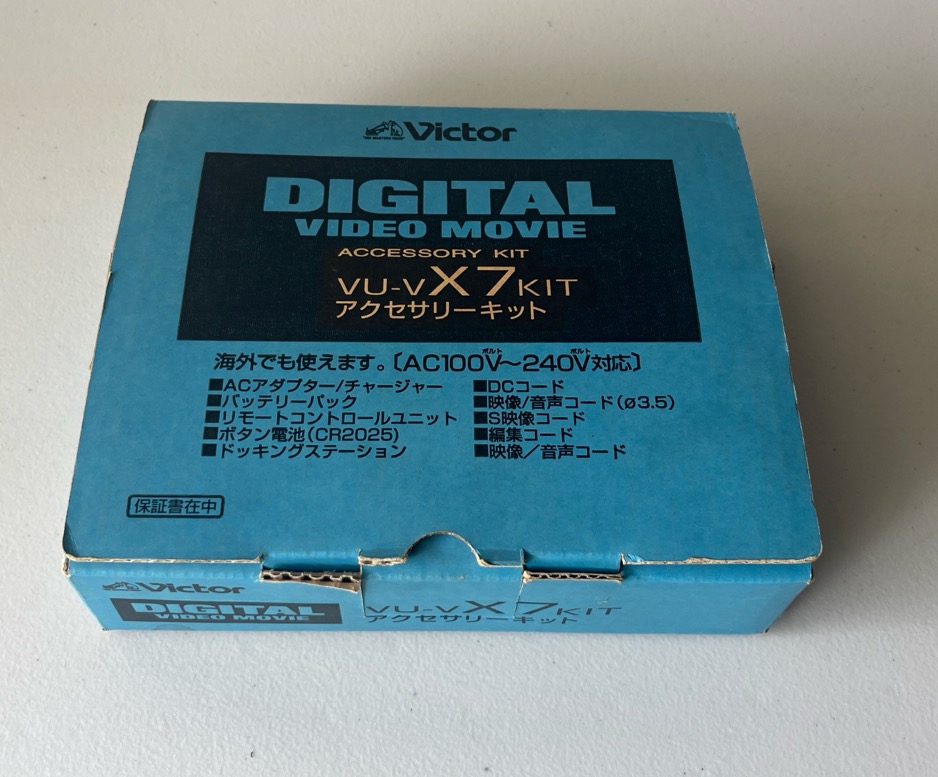 Victor
DIGITAL
VIDEO MOVIE
ACCESSORY KIT
VU-V X7 KIT
アクセサリーキット
海外でも使えます。〔AC100V～240V対応〕
ボルト ボルト
■ACアダプター/チャージャー
■バッテリーパック
■リモートコントロールユニット
■ボタン電池(CR2025)
■ドッキングステーション
■DCコード
■映像/音声コード(ø3.5)
■S映像コード
■編集コード
■映像／音声コード
保証書在中
Victor
DIGITAL
VIDEO MOVIE
VU-V X7 KIT
アクセサリーキット